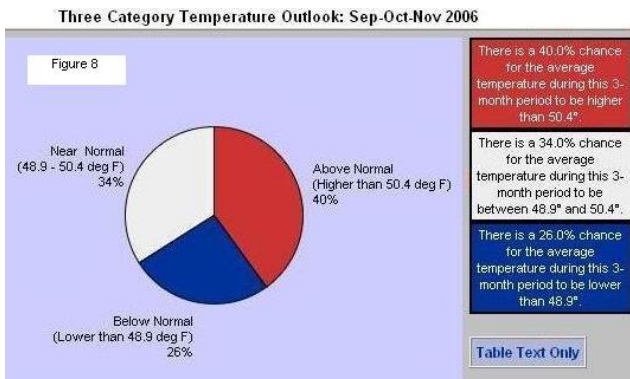 Three Category Temperature Outlook: Sep-Oct-Nov 2006
Figure 8
Near Normal
(48.9 - 50.4 deg F)
34%
Above Normal
(Higher than 50.4 deg F)
40%
Below Normal
(Lower than 48.9 deg F)
26%
There is a 40.0% chance
for the average
temperature during this 3-
month period to be higher
than 50.4°.
There is a 34.0% chance
for the average
temperature during this 3-
month period to be
between 48.9° and 50.4°.
There is a 26.0% chance
for the average
temperature during this 3-
month period to be lower
than 48.9°.
Table Text Only